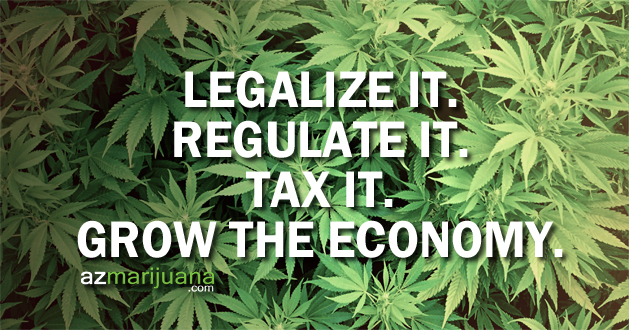 LEGALIZE IT.
REGULATE IT.
TAX IT.
GROW THE ECONOMY.
azmarijuana
.com